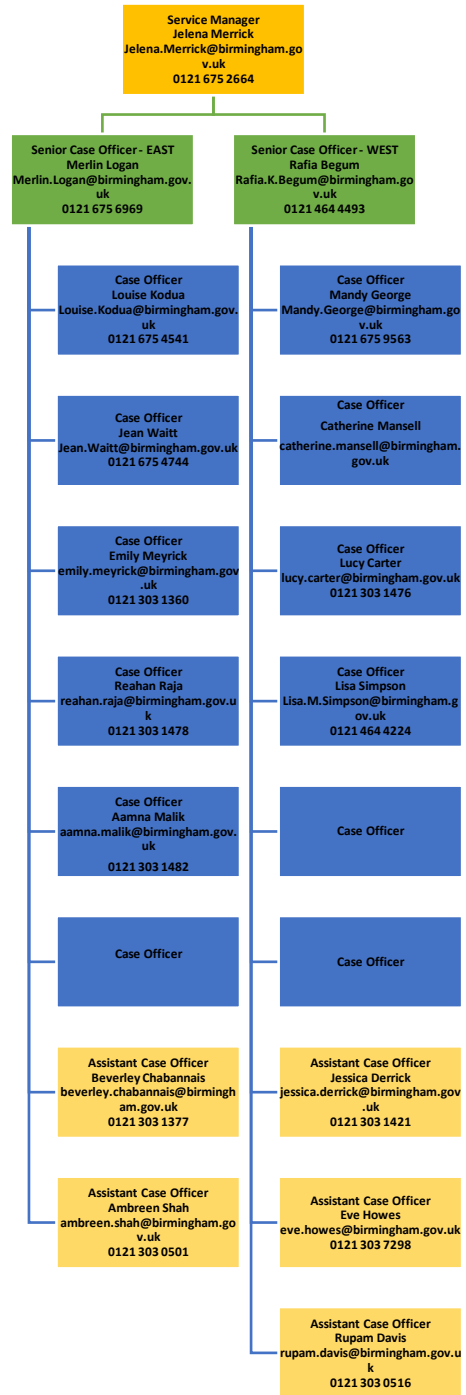 Service Manager
Jelena Merrick
Jelena.Merrick@birmingham.go
v.uk
0121 675 2664
Senior Case Officer - EAST
Merlin Logan
Merlin.Logan@birmingham.gov.
uk
0121 675 6969
Senior Case Officer - WEST
Rafia Begum
Rafia.K.Begum@birmingham.go
v.uk
0121 464 4493
Case Officer
Louise Kodua
Louise.Kodua@birmingham.gov.
uk
0121 675 4541
Case Officer
Mandy George
Mandy.George@birmingham.go
v.uk
0121 675 9563
Case Officer
Jean Waitt
Jean.Waitt@birmingham.gov.uk
0121 675 4744
Case Officer
Catherine Mansell
catherine.mansell@birmingham.
gov.uk
Case Officer
Emily Meyrick
emily.meyrick@birmingham.gov
.uk
0121 303 1360
Case Officer
Lucy Carter
lucy.carter@birmingham.gov.uk
0121 303 1476
Case Officer
Reahan Raja
reahan.raja@birmingham.gov.u
k
0121 303 1478
Case Officer
Lisa Simpson
Lisa.M.Simpson@birmingham.g
ov.uk
0121 464 4224
Case Officer
Aamna Malik
aamna.malik@birmingham.gov.
uk
0121 303 1482
Case Officer
Case Officer
Case Officer
Assistant Case Officer
Beverley Chabannais
beverley.chabannais@birmingh
am.gov.uk
0121 303 1377
Assistant Case Officer
Jessica Derrick
jessica.derrick@birmingham.gov
.uk
0121 303 1421
Assistant Case Officer
Ambreen Shah
ambreen.shah@birmingham.go
v.uk
0121 303 0501
Assistant Case Officer
Eve Howes
eve.howes@birmingham.gov.uk
0121 303 7298
Assistant Case Officer
Rupam Davis
rupam.davis@birmingham.gov.u
k
0121 303 0516